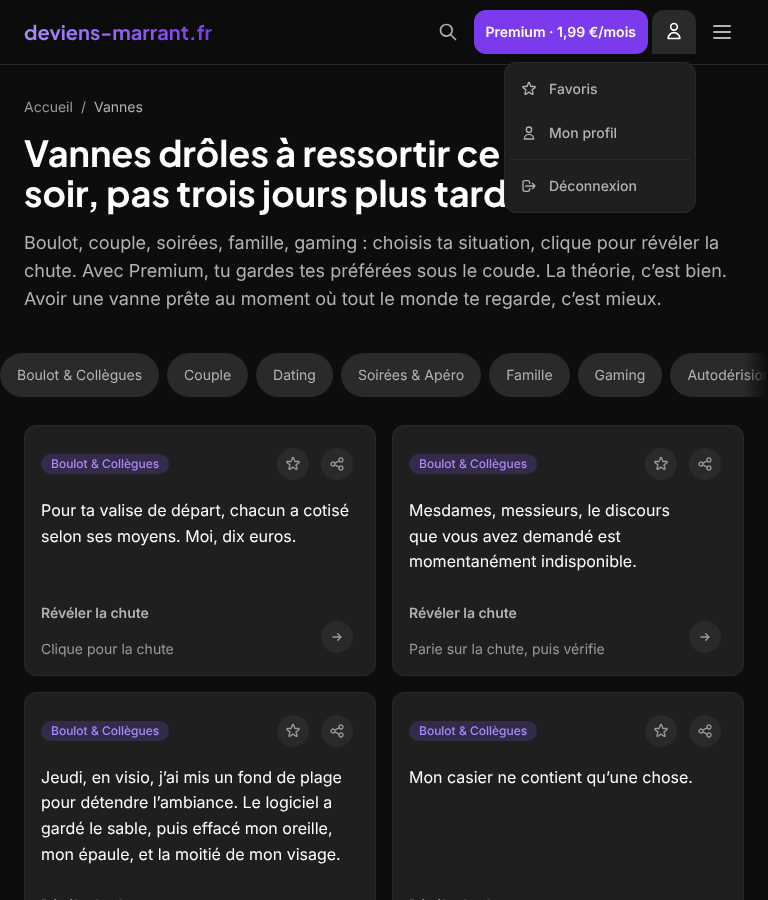 deviens-marrant.fr
Premium · 1,99 €/mois
Favoris
Mon profil
Déconnexion
Accueil / Vannes
Vannes drôles à ressortir ce
soir, pas trois jours plus tard
Boulot, couple, soirées, famille, gaming : choisis ta situation, clique pour révéler la
chute. Avec Premium, tu gardes tes préférées sous le coude. La théorie, c’est bien.
Avoir une vanne prête au moment où tout le monde te regarde, c’est mieux.
Boulot & Collègues
Couple
Dating
Soirées & Apéro
Famille
Gaming
Boulot & Collègues
Pour ta valise de départ, chacun a cotisé
selon ses moyens. Moi, dix euros.
Révéler la chute
Clique pour la chute
Boulot & Collègues
Mesdames, messieurs, le discours
que vous avez demandé est
momentanément indisponible.
Révéler la chute
Parie sur la chute, puis vérifie
Boulot & Collègues
Jeudi, en visio, j’ai mis un fond de plage
pour détendre l’ambiance. Le logiciel a
gardé le sable, puis effacé mon oreille,
mon épaule, et la moitié de mon visage.
Boulot & Collègues
Mon casier ne contient qu’une chose.